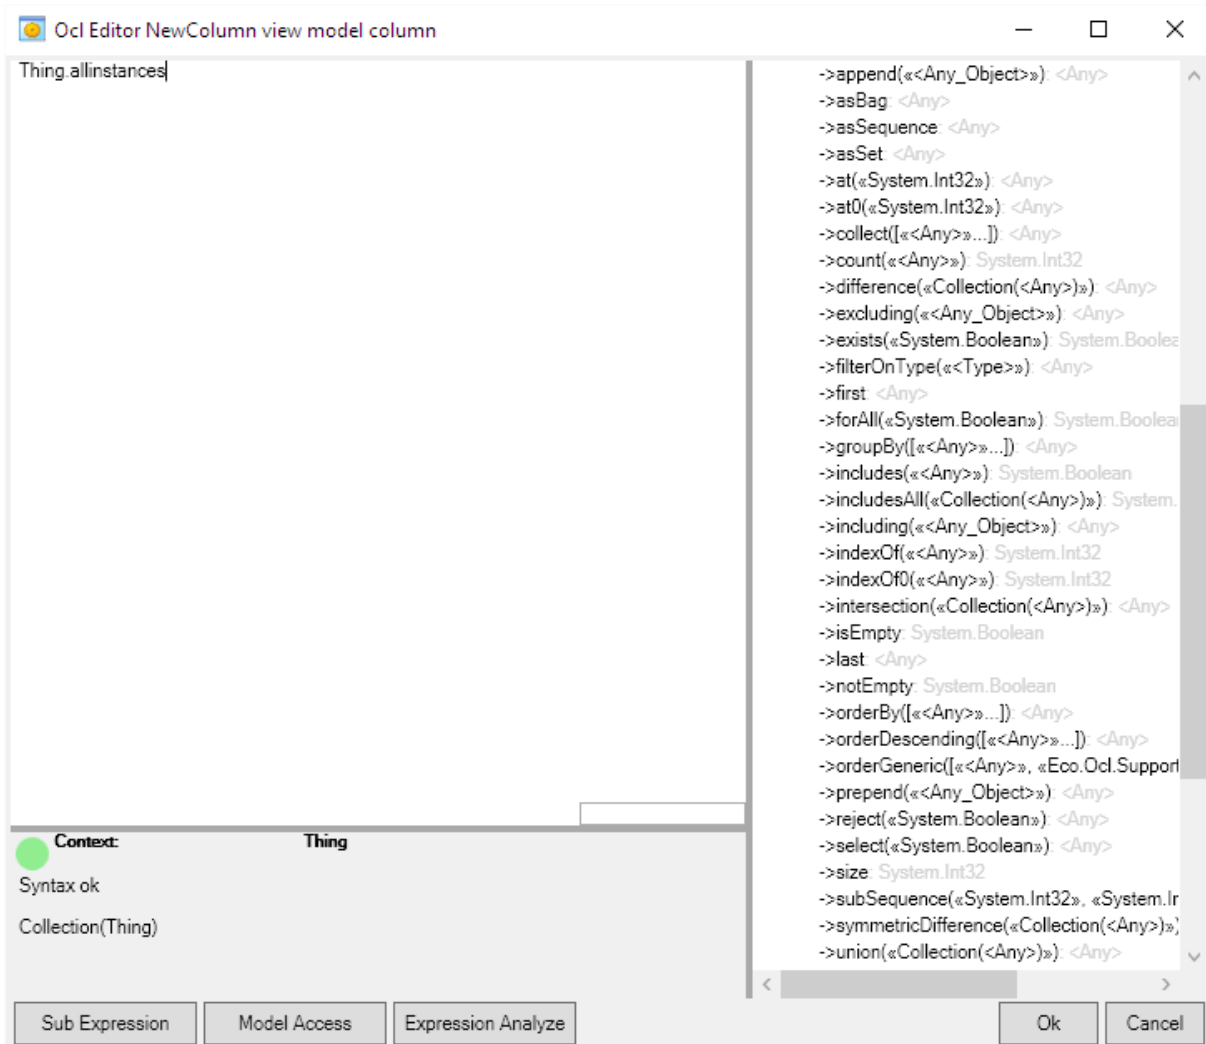 Ocl Editor NewColumn view model column
Thing.allinstances
->append(«<Any_Object>»): <Any>
->asBag: <Any>
->asSequence: <Any>
->asSet: <Any>
->at(«System.Int32»): <Any>
->at0(«System.Int32»): <Any>
->collect([«<Any>»...]): <Any>
->count(«<Any>»): System.Int32
->difference(«Collection(<Any>)»): <Any>
->excluding(«<Any_Object>»): <Any>
->exists(«System.Boolean»): System.Boolea
->filterOnType(«<Type>»): <Any>
->first: <Any>
->forAll(«System.Boolean»): System.Boolea
->groupBy([«<Any>»...]): <Any>
->includes(«<Any>»): System.Boolean
->includesAll(«Collection(<Any>)»): System.
->including(«<Any_Object>»): <Any>
->indexOf(«<Any>»): System.Int32
->indexOf0(«<Any>»): System.Int32
->intersection(«Collection(<Any>)»): <Any>
->isEmpty: System.Boolean
->last: <Any>
->notEmpty: System.Boolean
->orderBy([«<Any>»...]): <Any>
->orderDescending([«<Any>»...]): <Any>
->orderGeneric([«<Any>», «Eco.Ocl.Support
->prepend(«<Any_Object>»): <Any>
->reject(«System.Boolean»): <Any>
->select(«System.Boolean»): <Any>
->size: System.Int32
->subSequence(«System.Int32», «System.Ir
->symmetricDifference(«Collection(<Any>)»)
->union(«Collection(<Any>)»): <Any>
Context: Thing
Syntax ok
Collection(Thing)
Sub Expression Model Access Expression Analyze Ok Cancel